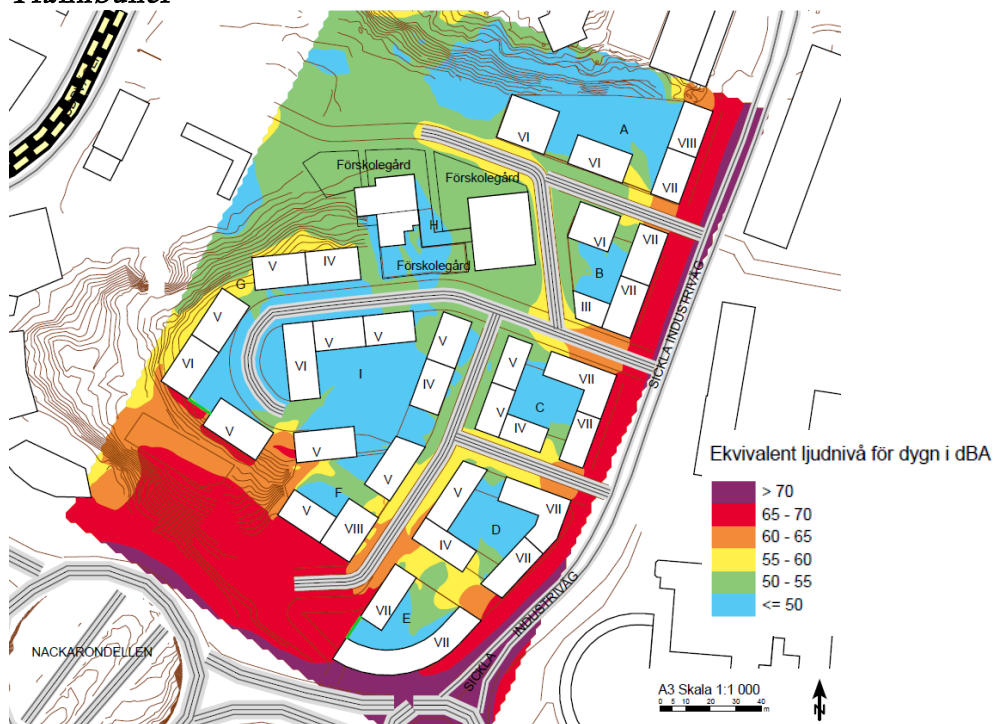 VI
A
VIII
VI
VII
Förskolegård
Förskolegård
H
VI
VII
B
Förskolegård
VII
III
G
V
IV
V
VI
V
V
VI
I
V
IV
V
V
VII
C
V
IV
VII
V
V
F
V
VIII
V
VII
D
IV
VII
VII
E
VII
SICKLA INDUSTRIVÄG
SICKLA INDUSTRIVÄG
NACKARONDELLEN
Ekvivalent ljudnivå för dygn i dBA
> 70
65 - 70
60 - 65
55 - 60
50 - 55
<= 50
A3 Skala 1:1 000
0 5 10 20 30 40
m
N